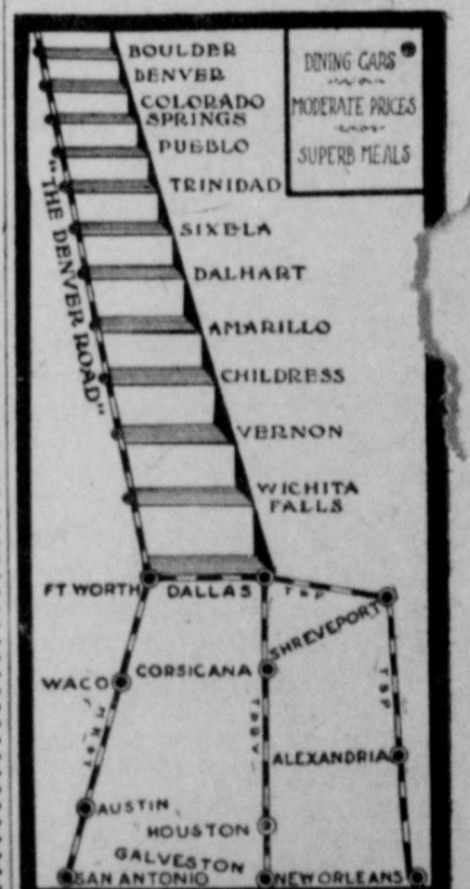 BOULDER
DENVER
COLORADO
SPRINGS
PUEBLO
TRINIDAD
SIXELA
DALHART
AMARILLO
CHILDRESS
VERNON
WICHITA
FALLS
DINING CARS
MODERATE PRICES
SUPERB MEALS
"THE DENVER ROAD"
FT WORTH
DALLAS
T&P
SHREVEPORT
WACO
CORSICANA
T&P
ALEXANDRIA
AUSTIN
HOUSTON
GALVESTON
SAN ANTONIO
NEW ORLEANS